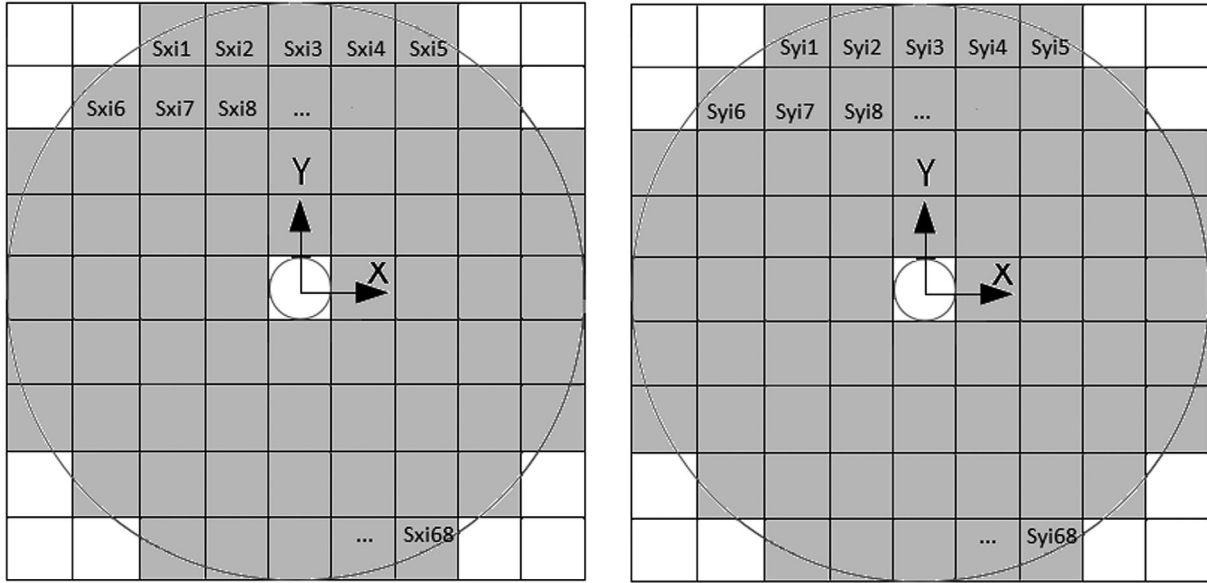 Sxi1 Sxi2 Sxi3 Sxi4 Sxi5
Sxi6 Sxi7 Sxi8 ...
Y
X
... Sxi68
Syi1 Syi2 Syi3 Syi4 Syi5
Syi6 Syi7 Syi8 ...
Y
X
... Syi68